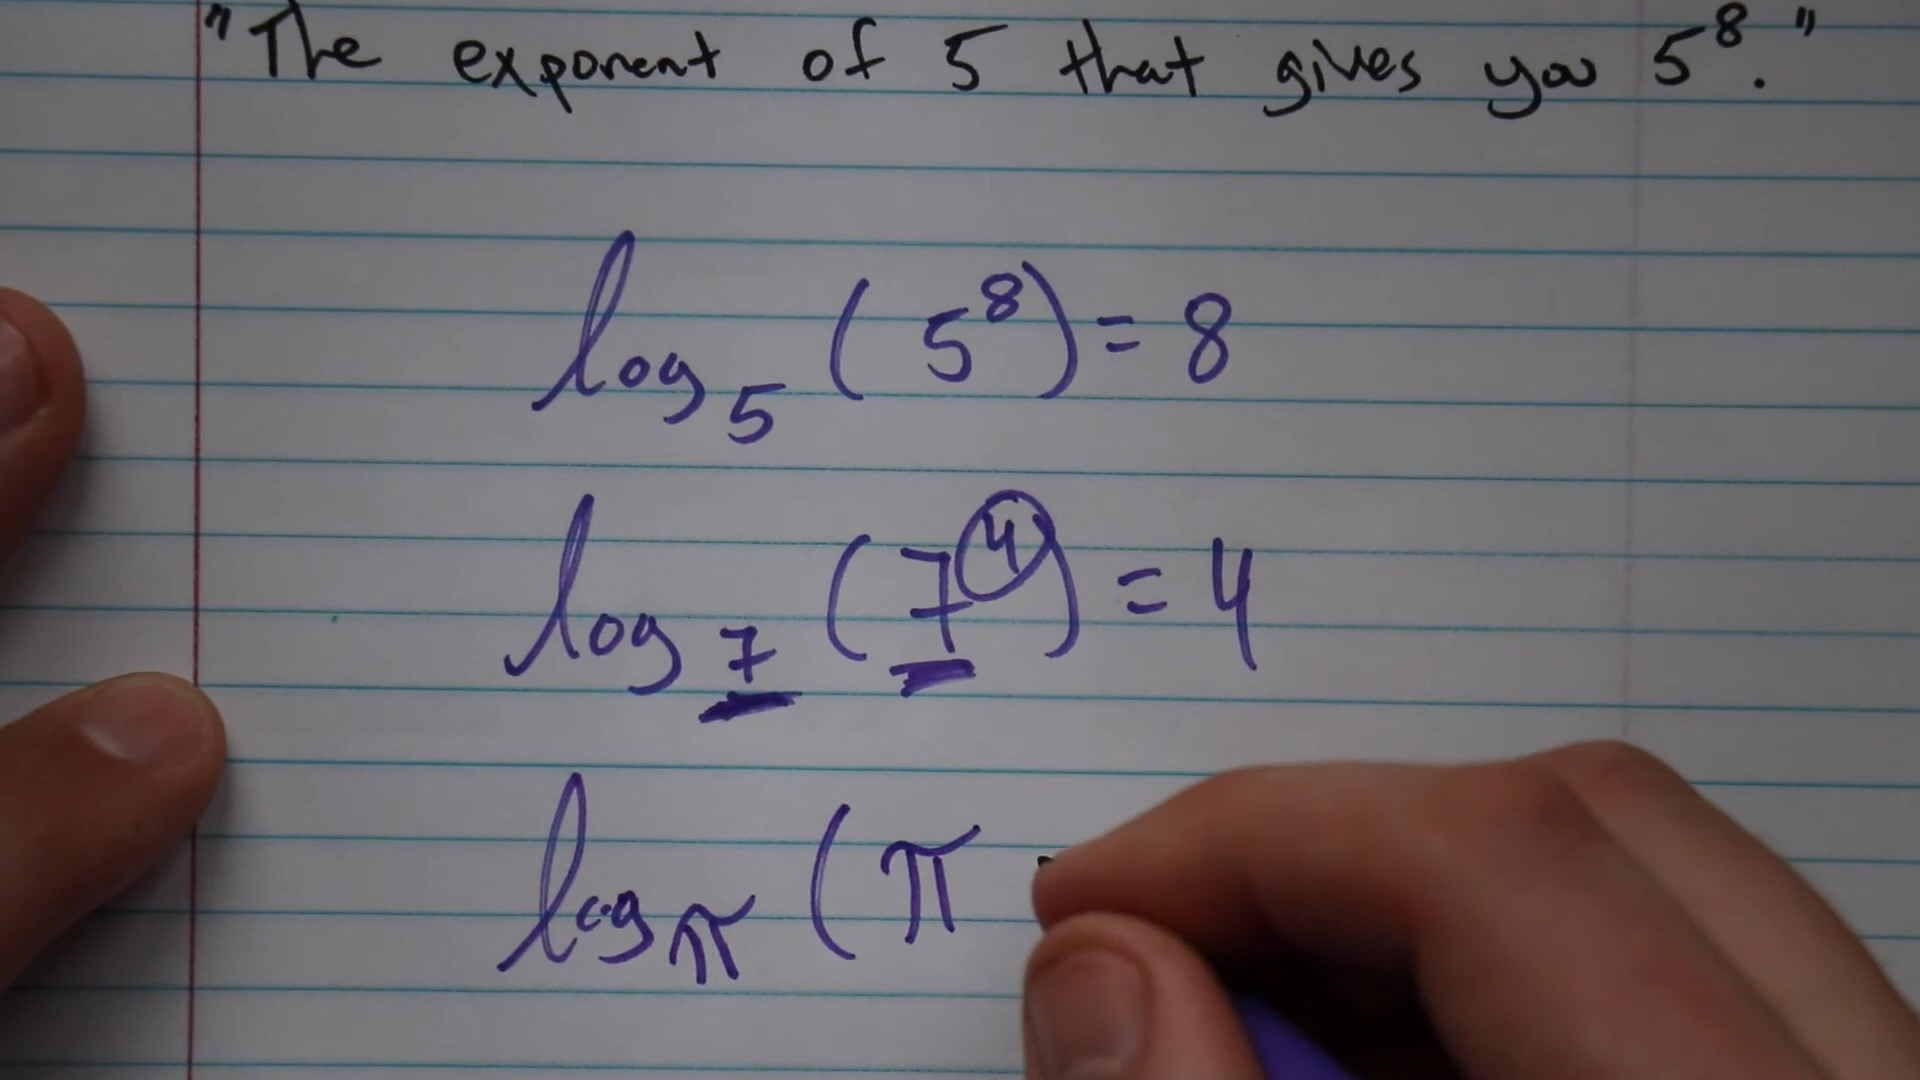 "The exponent of 5 that gives you 5⁸."
log₅ (5⁸) = 8
log₇ (7⁴) = 4
log_π (π